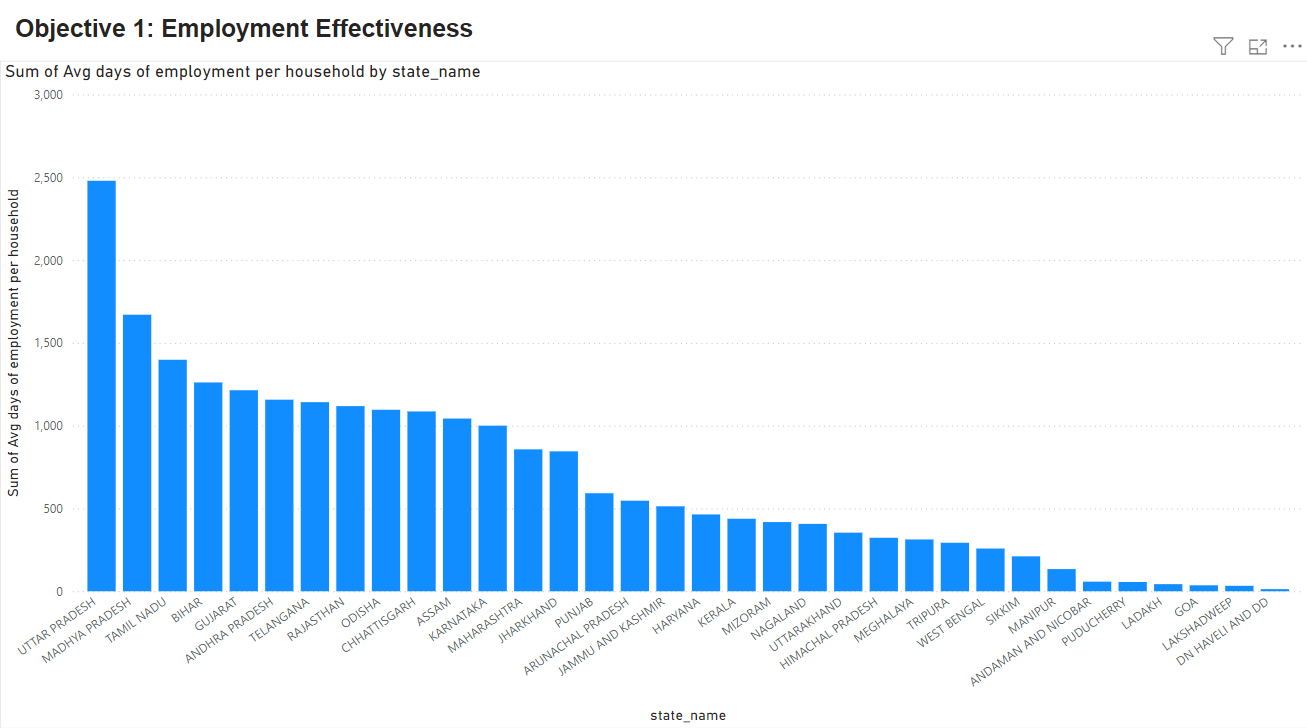 Objective 1: Employment Effectiveness
Sum of Avg days of employment per household by state_name
Sum of Avg days of employment per household
3,000
2,500
2,000
1,500
1,000
500
0
UTTAR PRADESH
MADHYA PRADESH
TAMIL NADU
BIHAR
GUJARAT
ANDHRA PRADESH
TELANGANA
RAJASTHAN
ODISHA
CHHATTISGARH
ASSAM
KARNATAKA
MAHARASHTRA
JHARKHAND
PUNJAB
ARUNACHAL PRADESH
JAMMU AND KASHMIR
HARYANA
KERALA
MIZORAM
NAGALAND
UTTARAKHAND
HIMACHAL PRADESH
MEGHALAYA
TRIPURA
WEST BENGAL
SIKKIM
MANIPUR
ANDAMAN AND NICOBAR
PUDUCHERRY
LADAKH
GOA
LAKSHADWEEP
DN HAVELI AND DD
state_name